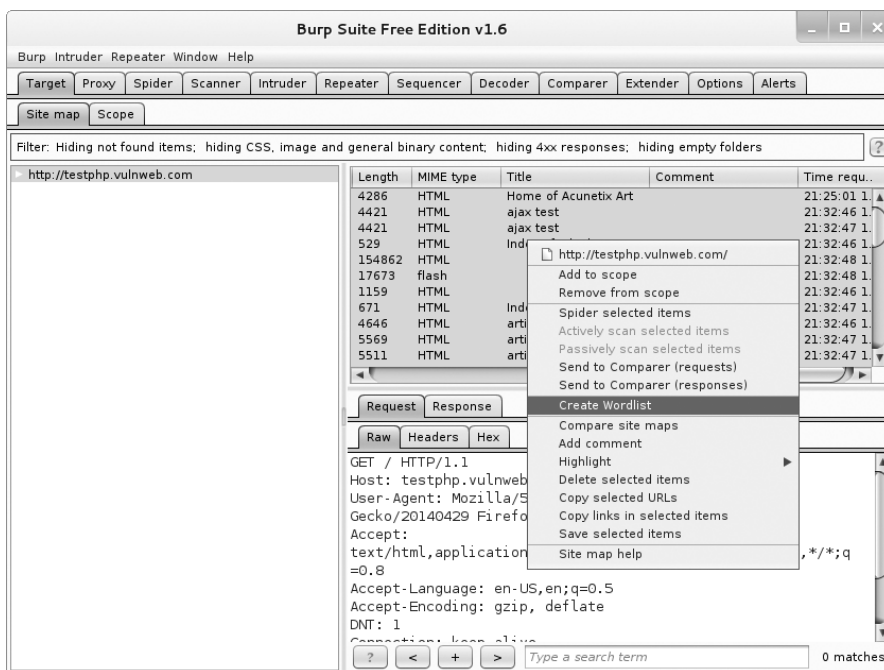 Burp Suite Free Edition v1.6
Burp Intruder Repeater Window Help
Target Proxy Spider Scanner Intruder Repeater Sequencer Decoder Comparer Extender Options Alerts
Site map Scope
Filter: Hiding not found items; hiding CSS, image and general binary content; hiding 4xx responses; hiding empty folders ?
http://testphp.vulnweb.com
Length MIME type Title Comment Time requ..
4286 HTML Home of Acunetix Art 21:25:01 1.
4421 HTML ajax test 21:32:46 1.
4421 HTML ajax test 21:32:47 1.
529 HTML 21:32:46 1.
154862 HTML 21:32:48 1.
17673 flash 21:32:48 1.
1159 HTML 21:32:46 1.
671 HTML Inde 21:32:47 1.
4646 HTML arti 21:32:46 1.
5569 HTML arti 21:32:47 1.
5511 HTML arti 21:32:47 1.
http://testphp.vulnweb.com/
Add to scope
Remove from scope
Spider selected items
Actively scan selected items
Passively scan selected items
Send to Comparer (requests)
Send to Comparer (responses)
Create Wordlist
Compare site maps
Add comment
Highlight
Delete selected items
Copy selected URLs
Copy links in selected items
Save selected items
Site map help
Request Response
Raw Headers Hex
GET / HTTP/1.1
Host: testphp.vulnweb
User-Agent: Mozilla/5
Gecko/20140429 Firefo
Accept:
text/html,application ,*/*;q
=0.8
Accept-Language: en-US,en;q=0.5
Accept-Encoding: gzip, deflate
DNT: 1
Connection: keep-alive
? < + > Type a search term 0 matches